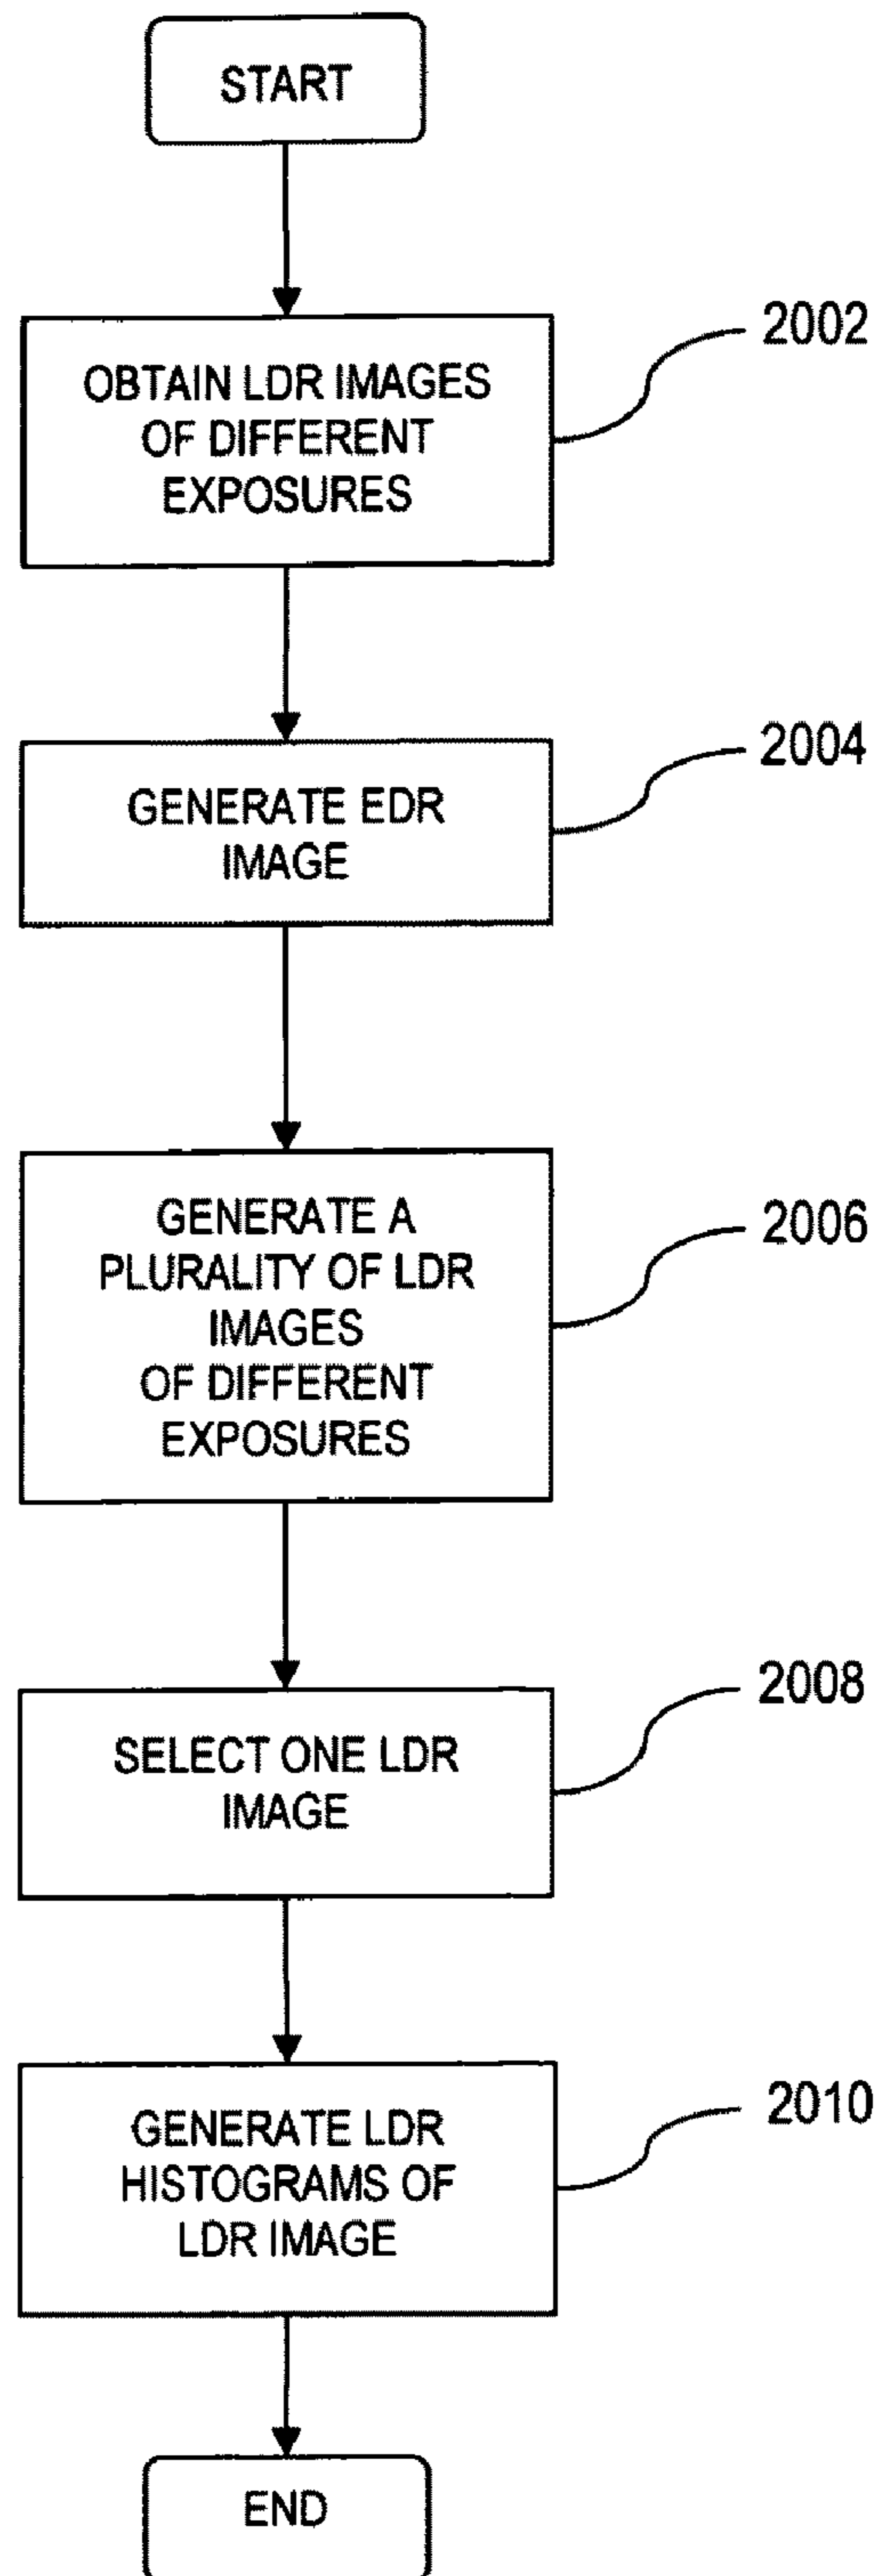 START
2002
OBTAIN LDR IMAGES
OF DIFFERENT
EXPOSURES
2004
GENERATE EDR
IMAGE
2006
GENERATE A
PLURALITY OF LDR
IMAGES
OF DIFFERENT
EXPOSURES
2008
SELECT ONE LDR
IMAGE
2010
GENERATE LDR
HISTOGRAMS OF
LDR IMAGE
END